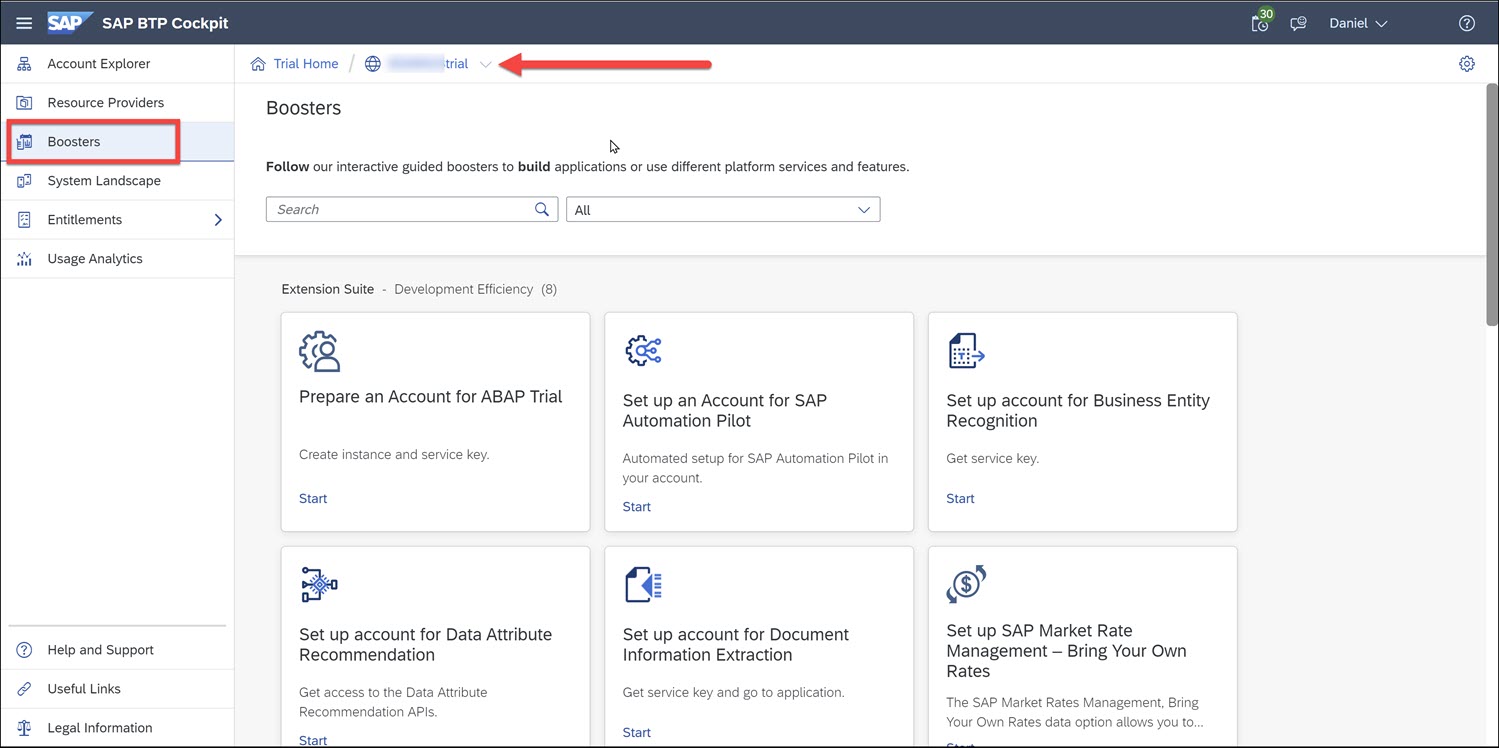 SAP SAP BTP Cockpit
30
Daniel
Account Explorer
Resource Providers
Boosters
System Landscape
Entitlements
Usage Analytics
Help and Support
Useful Links
Legal Information
Trial Home / trial
Boosters
Follow our interactive guided boosters to build applications or use different platform services and features.
Search
All
Extension Suite - Development Efficiency (8)
Prepare an Account for ABAP Trial
Create instance and service key.
Start
Set up an Account for SAP
Automation Pilot
Automated setup for SAP Automation Pilot in
your account.
Start
Set up account for Business Entity
Recognition
Get service key.
Start
Set up account for Data Attribute
Recommendation
Get access to the Data Attribute
Recommendation APIs.
Start
Set up account for Document
Information Extraction
Get service key and go to application.
Start
Set up SAP Market Rate
Management – Bring Your Own
Rates
The SAP Market Rates Management, Bring
Your Own Rates data option allows you to...
Start